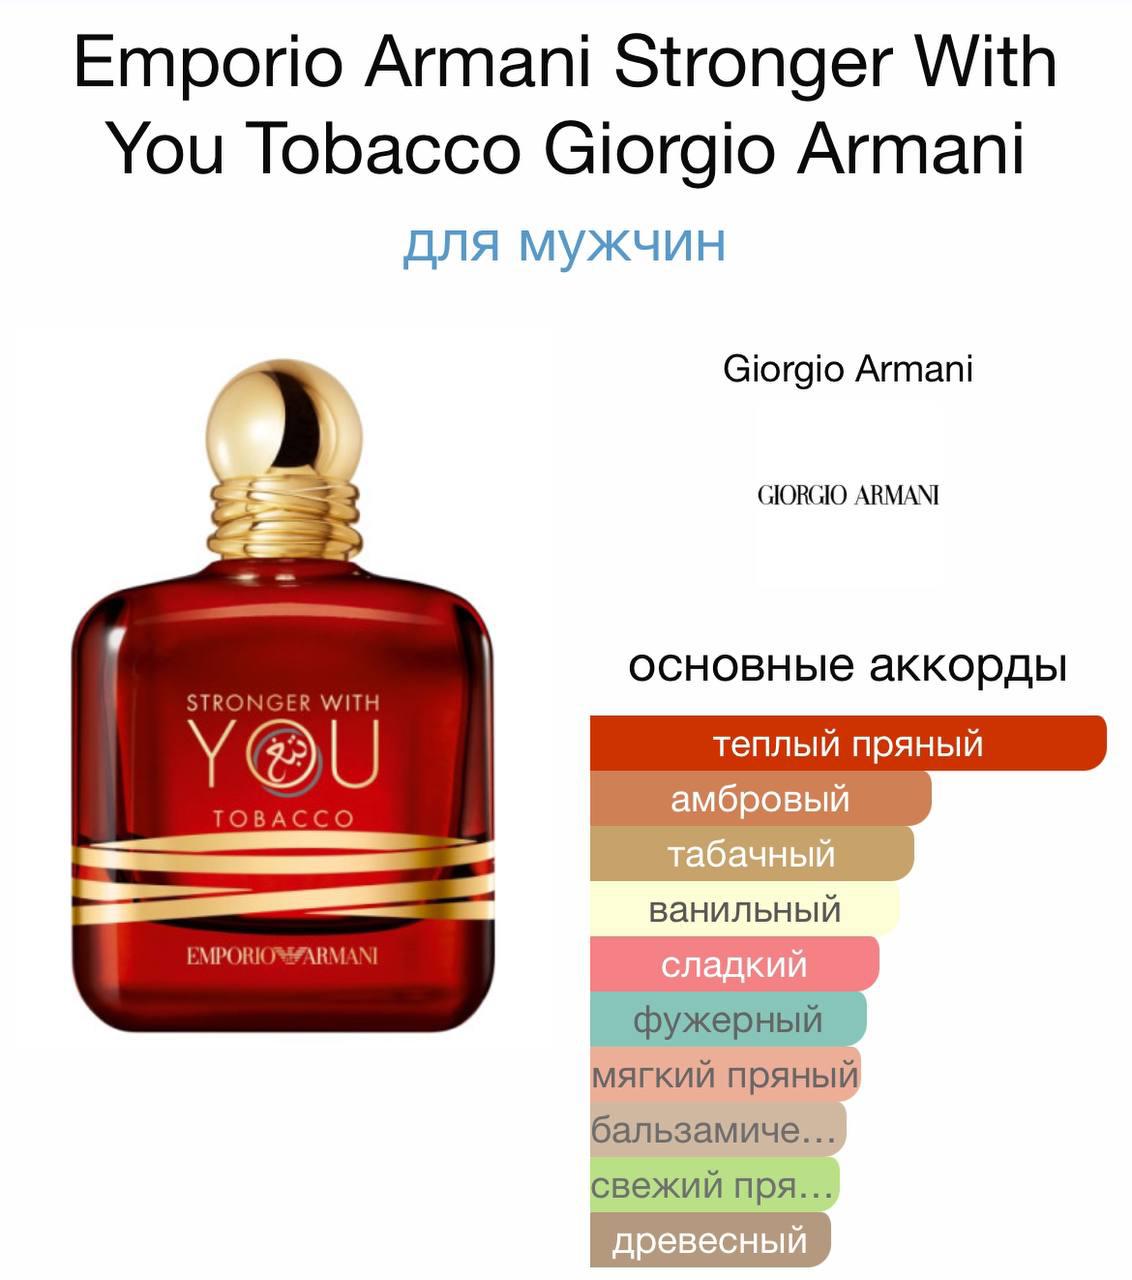 Emporio Armani Stronger With
You Tobacco Giorgio Armani
для мужчин
Giorgio Armani
GIORGIO ARMANI
STRONGER WITH
YOU
تبغ
TOBACCO
EMPORIO ARMANI
основные аккорды
теплый пряный
амбровый
табачный
ванильный
сладкий
фужерный
мягкий пряный
бальзамиче...
свежий пря...
древесный